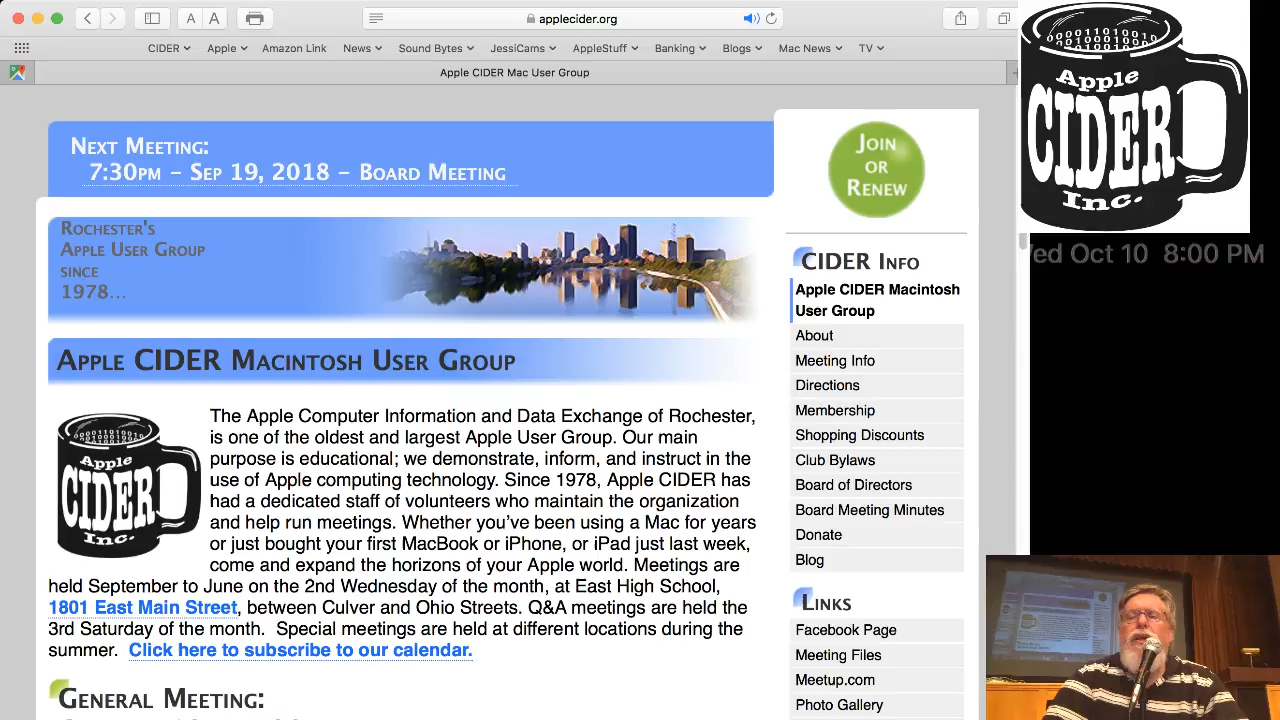 applecider.org
A A
CIDER Apple Amazon Link News Sound Bytes JessiCams AppleStuff Banking Blogs Mac News TV
Apple CIDER Mac User Group
Next Meeting:
7:30pm – Sep 19, 2018 – Board Meeting
Rochester's
Apple User Group
since
1978...
Apple CIDER Macintosh User Group
000011010
010100010010
Apple
CIDER
Inc.
The Apple Computer Information and Data Exchange of Rochester,
is one of the oldest and largest Apple User Group. Our main
purpose is educational; we demonstrate, inform, and instruct in the
use of Apple computing technology. Since 1978, Apple CIDER has
had a dedicated staff of volunteers who maintain the organization
and help run meetings. Whether you’ve been using a Mac for years
or just bought your first MacBook or iPhone, or iPad just last week,
come and expand the horizons of your Apple world. Meetings are
held September to June on the 2nd Wednesday of the month, at East High School,
1801 East Main Street, between Culver and Ohio Streets. Q&A meetings are held the
3rd Saturday of the month. Special meetings are held at different locations during the
summer. Click here to subscribe to our calendar.
General Meeting:
Join
or
Renew
CIDER Info
Apple CIDER Macintosh
User Group
About
Meeting Info
Directions
Membership
Shopping Discounts
Club Bylaws
Board of Directors
Board Meeting Minutes
Donate
Blog
Links
Facebook Page
Meeting Files
Meetup.com
Photo Gallery
000011010
010100010010
Apple
CIDER
Inc.
ed Oct 10 8:00 PM